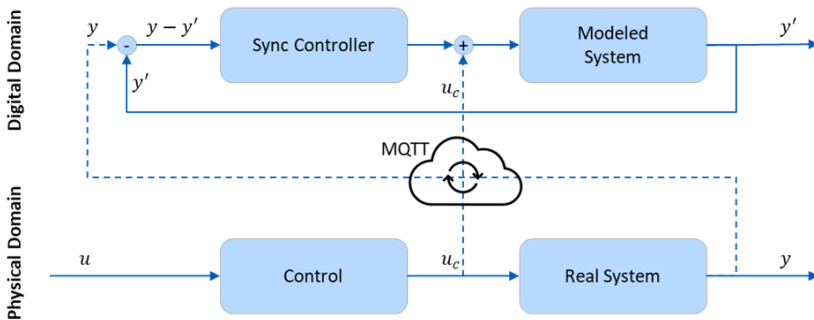 Digital Domain
y
-
y − y′
Sync Controller
+
Modeled
System
y′
y′
u_c
MQTT
Physical Domain
u
Control
u_c
Real System
y